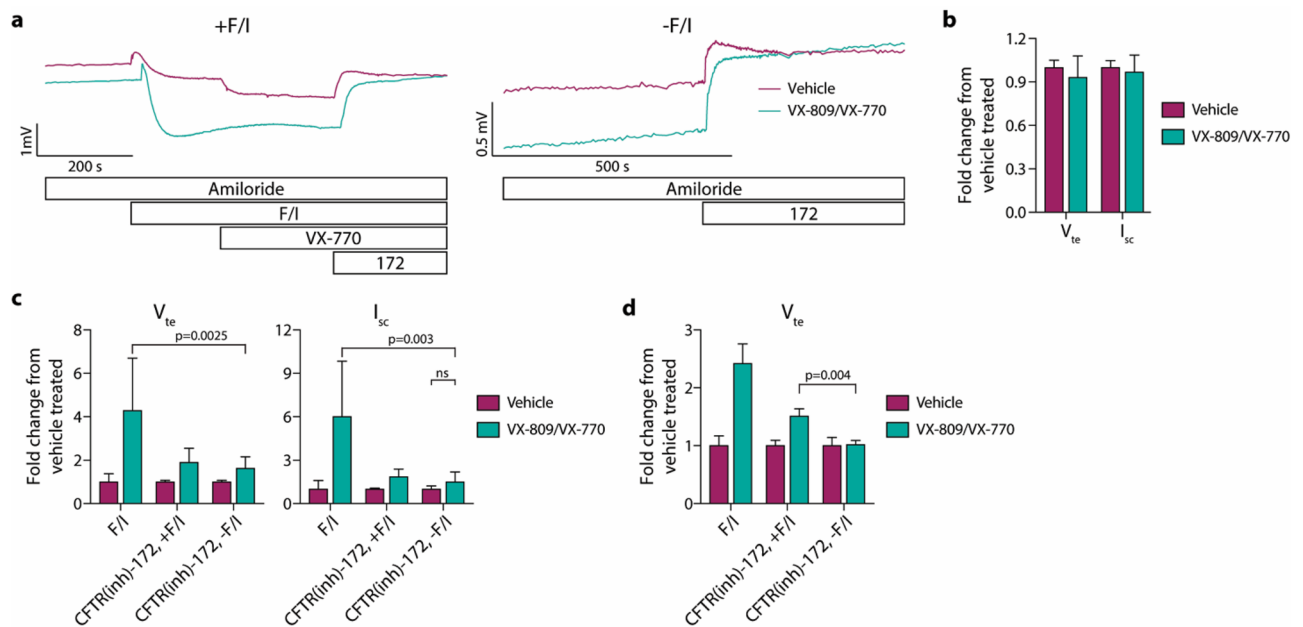 a
+F/I
-F/I
Vehicle
VX-809/VX-770
1mV
200 s
0.5 mV
500 s
Amiloride
F/I
VX-770
172
Amiloride
172
b
Fold change from
vehicle treated
1.2
0.9
0.6
0.3
0.0
Vte
Isc
Vehicle
VX-809/VX-770
c
Vte
Fold change from
vehicle treated
8
6
4
2
0
p=0.0025
F/I
CFTR(inh)-172, +F/I
CFTR(inh)-172, -F/I
Isc
12
9
6
3
0
p=0.003
ns
F/I
CFTR(inh)-172, +F/I
CFTR(inh)-172, -F/I
Vehicle
VX-809/VX-770
d
Vte
Fold change from
vehicle treated
3
2
1
0
p=0.004
F/I
CFTR(inh)-172, +F/I
CFTR(inh)-172, -F/I
Vehicle
VX-809/VX-770